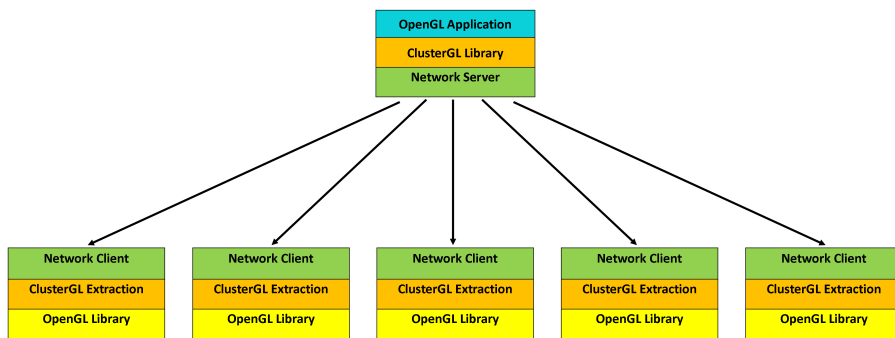 OpenGL Application
ClusterGL Library
Network Server
Network Client Network Client Network Client Network Client Network Client
ClusterGL Extraction ClusterGL Extraction ClusterGL Extraction ClusterGL Extraction ClusterGL Extraction
OpenGL Library OpenGL Library OpenGL Library OpenGL Library OpenGL Library